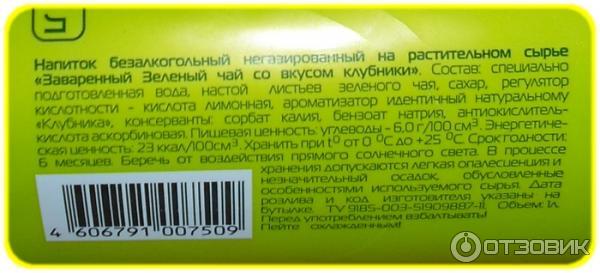 Напиток безалкогольный негазированный на растительном сырье
«Заваренный Зеленый чай со вкусом клубники». Состав: специально
подготовленная вода, настой листьев зеленого чая, сахар, регулятор
кислотности - кислота лимонная, ароматизатор идентичный натуральному
«Клубника», консерванты: сорбат калия, бензоат натрия, антиокислитель-
кислота аскорбиновая. Пищевая ценность: углеводы - 6,0 г/100 см³. Энергетиче-
ская ценность: 23 ккал/100см³. Хранить при t⁰ от 0 ⁰С до +25 ⁰С Срок годности:
6 месяцев. Беречь от воздействия прямого солнечного света. В процессе
хранения допускаются легкая опалесценция и
незначительный осадок, обусловленные
особенностями используемого сырья. Дата
розлива и код изготовителя указаны на
бутылке. ТУ 9185-003-51909887-11. Объем: 1л.
Перед употреблением взбалтывать!
Пейте охлажденным!
4 606791 007509
ОТЗОВИК